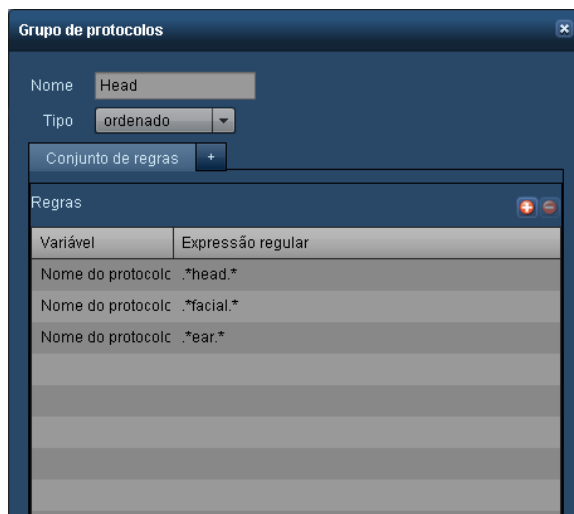 Grupo de protocolos
Nome Head
Tipo ordenado
Conjunto de regras +
Regras
Variável Expressão regular
Nome do protocolc .*head.*
Nome do protocolc .*facial.*
Nome do protocolc .*ear.*